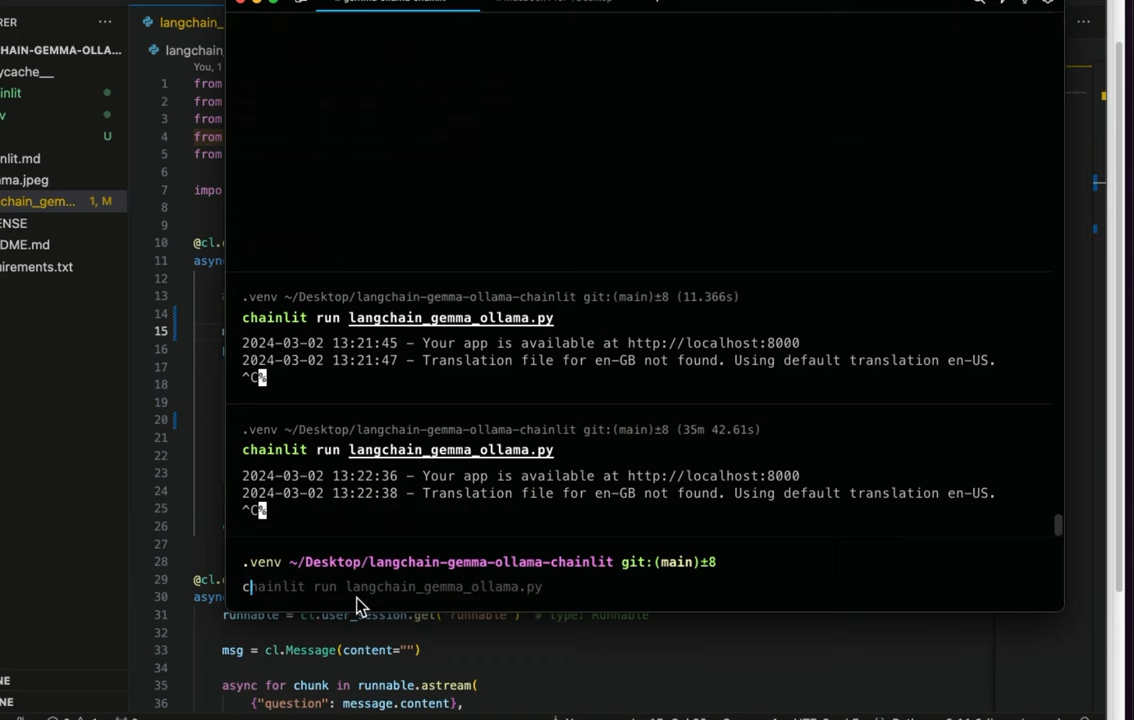 RER
···
langchain_
HAIN-GEMMA-OLLA...
ycache__
inlit
v
U
nlit.md
ma.jpeg
chain_gem... 1, M
ENSE
DME.md
uirements.txt
langchain
You, 1
1 from
2 from
3 from
4 from
5 from
6
7 impo
8
9
10 @cl.
11 asyn
12
13 a
14
15
16
17
18
19
20
21
22
23
24
25
26
27
28
29 @cl.
30 asyn
31 runnable = cl.user_session.get("runnable") # type: Runnable
32
33 msg = cl.Message(content="")
34
35 async for chunk in runnable.astream(
36 {"question": message.content},
.venv ~/Desktop/langchain-gemma-ollama-chainlit git:(main)±8 (11.366s)
chainlit run langchain_gemma_ollama.py
2024-03-02 13:21:45 - Your app is available at http://localhost:8000
2024-03-02 13:21:47 - Translation file for en-GB not found. Using default translation en-US.
^C%
.venv ~/Desktop/langchain-gemma-ollama-chainlit git:(main)±8 (35m 42.61s)
chainlit run langchain_gemma_ollama.py
2024-03-02 13:22:36 - Your app is available at http://localhost:8000
2024-03-02 13:22:38 - Translation file for en-GB not found. Using default translation en-US.
^C%
.venv ~/Desktop/langchain-gemma-ollama-chainlit git:(main)±8
chainlit run langchain_gemma_ollama.py
NE
NE